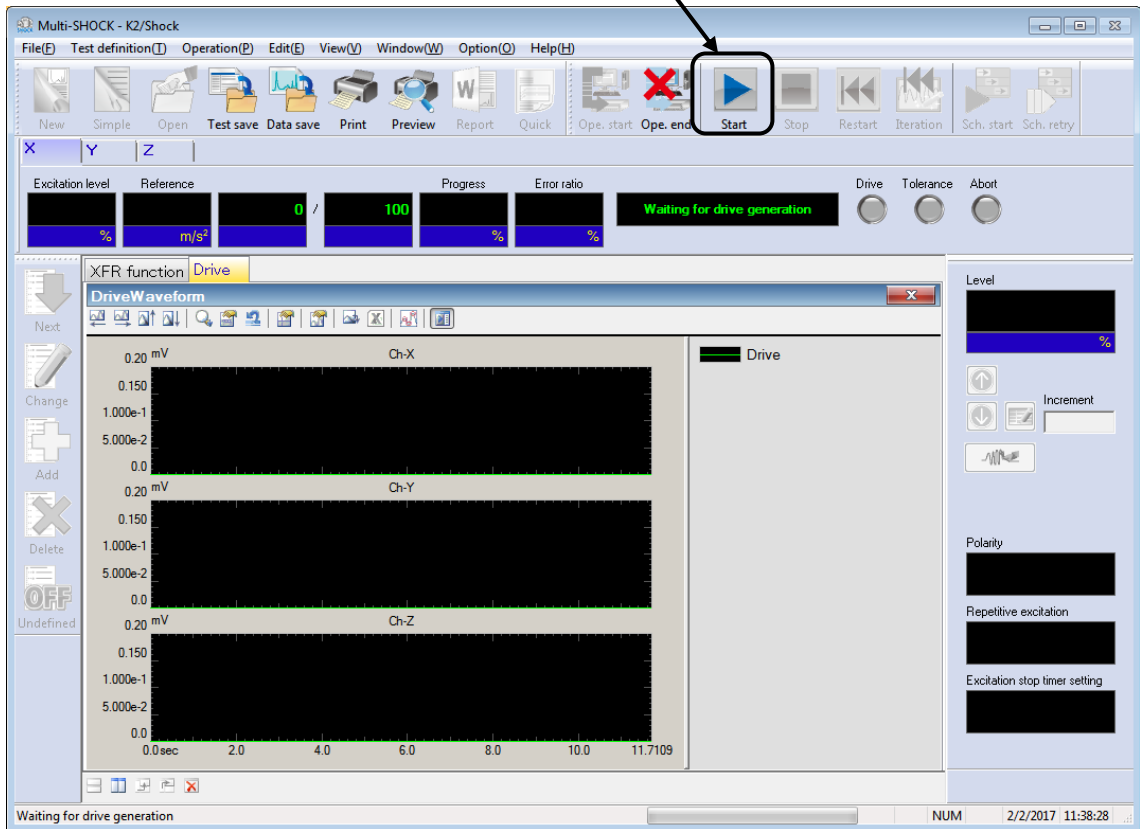 Multi-SHOCK - K2/Shock
File(F) Test definition(T) Operation(P) Edit(E) View(V) Window(W) Option(O) Help(H)
New Simple Open Test save Data save Print Preview Report Quick Ope. start Ope. end Start Stop Restart Iteration Sch. start Sch. retry
X Y Z
Excitation level Reference Progress Error ratio Drive Tolerance Abort
0 / 100 Waiting for drive generation
% m/s² % %
XFR function Drive
DriveWaveform
Next
Change
Add
Delete
OFF
Undefined
0.20 mV Ch-X
0.150
1.000e-1
5.000e-2
0.0
0.20 mV Ch-Y
0.150
1.000e-1
5.000e-2
0.0
0.20 mV Ch-Z
0.150
1.000e-1
5.000e-2
0.0
0.0sec 2.0 4.0 6.0 8.0 10.0 11.7109
Drive
Level
%
Increment
Polarity
Repetitive excitation
Excitation stop timer setting
Waiting for drive generation NUM 2/2/2017 11:38:28